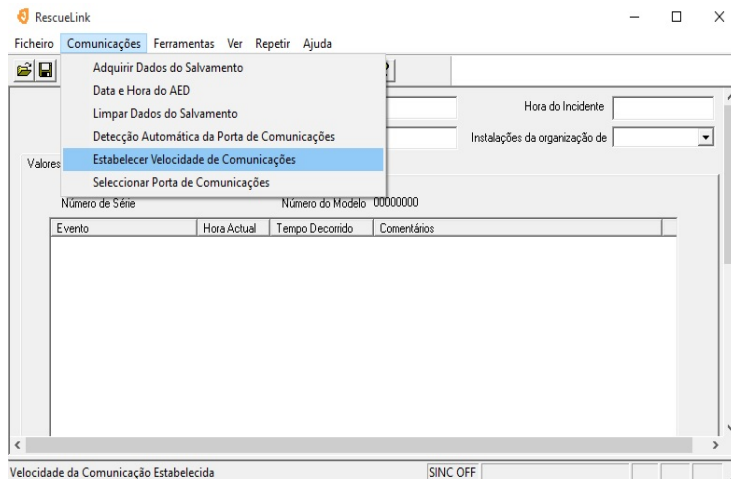 RescueLink
Ficheiro Comunicações Ferramentas Ver Repetir Ajuda
Adquirir Dados do Salvamento
Data e Hora do AED
Limpar Dados do Salvamento
Detecção Automática da Porta de Comunicações
Estabelecer Velocidade de Comunicações
Seleccionar Porta de Comunicações
Hora do Incidente
Instalações da organização de
Valores
Número de Série Número do Modelo 00000000
Evento Hora Actual Tempo Decorrido Comentários
Velocidade da Comunicação Estabelecida SINC OFF